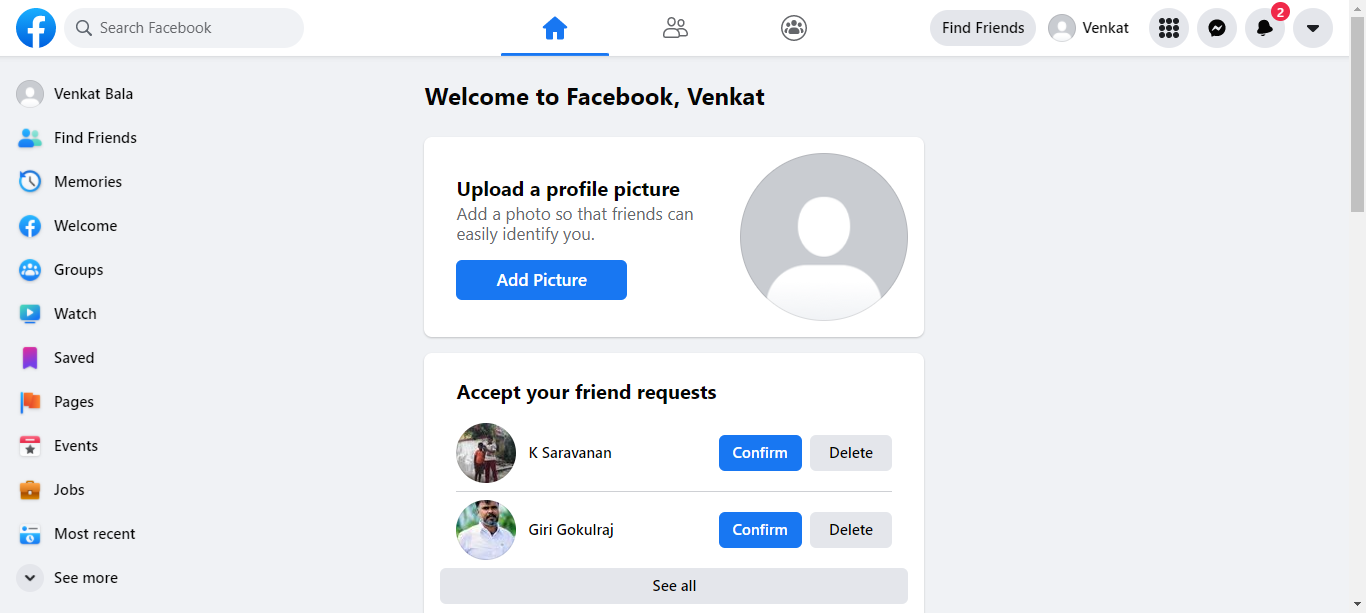 Search Facebook
Find Friends
Venkat
2
Venkat Bala
Find Friends
Memories
Welcome
Groups
Watch
Saved
Pages
Events
Jobs
Most recent
See more
Welcome to Facebook, Venkat
Upload a profile picture
Add a photo so that friends can
easily identify you.
Add Picture
Accept your friend requests
K Saravanan
Confirm
Delete
Giri Gokulraj
Confirm
Delete
See all